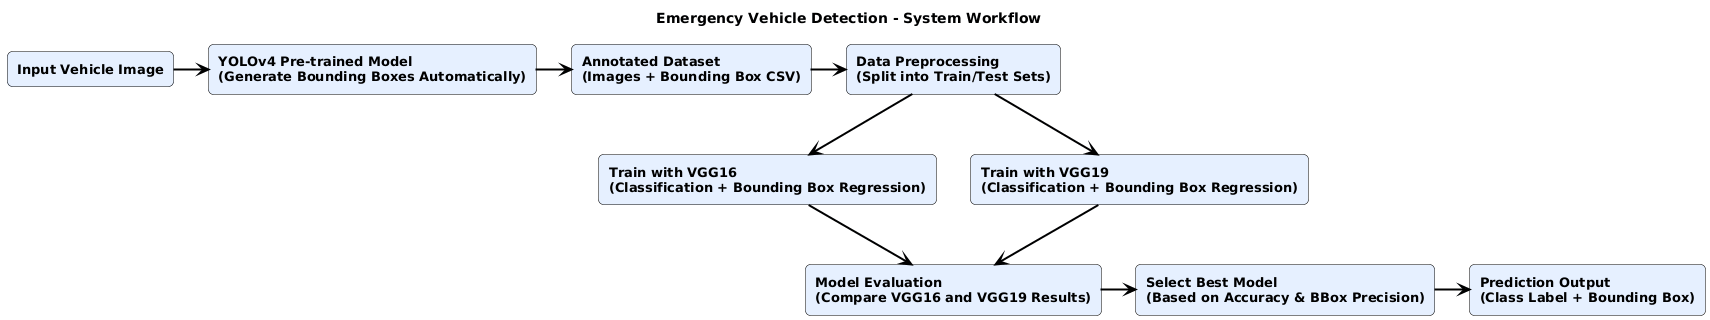 Emergency Vehicle Detection - System Workflow
Input Vehicle Image
YOLOv4 Pre-trained Model
(Generate Bounding Boxes Automatically)
Annotated Dataset
(Images + Bounding Box CSV)
Data Preprocessing
(Split into Train/Test Sets)
Train with VGG16
(Classification + Bounding Box Regression)
Train with VGG19
(Classification + Bounding Box Regression)
Model Evaluation
(Compare VGG16 and VGG19 Results)
Select Best Model
(Based on Accuracy & BBox Precision)
Prediction Output
(Class Label + Bounding Box)